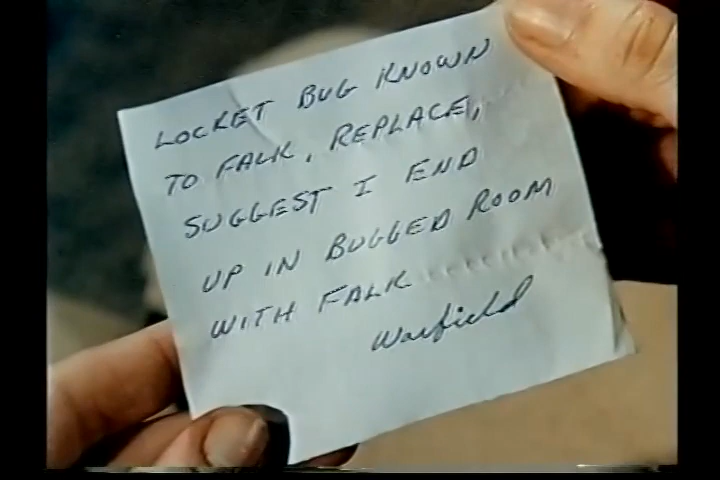 LOCKET BUG KNOWN
TO FALK. REPLACE,
SUGGEST I END
UP IN BUGGED ROOM
WITH FALK
Warfield